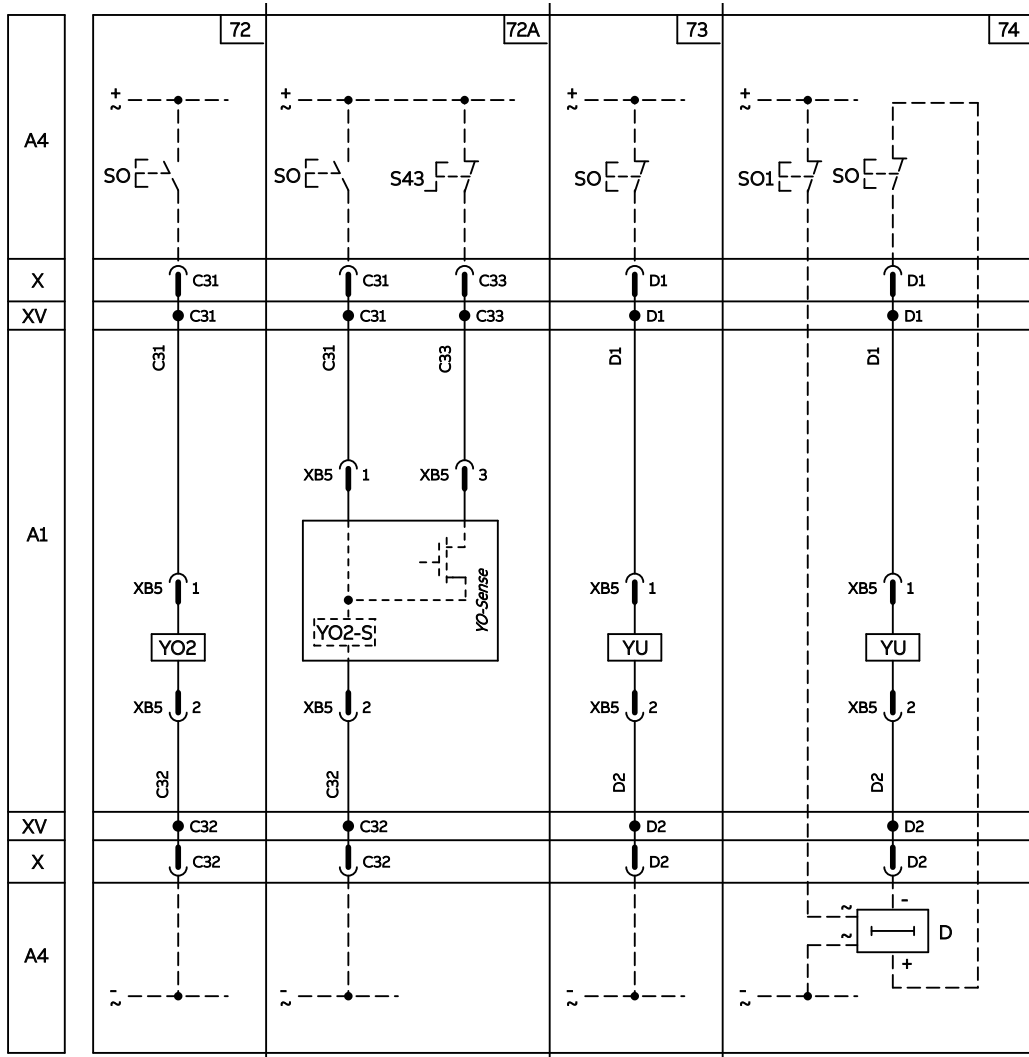 72 72A 73 74
+ + + +
~ ~ ~ ~
A4
SO SO S43 SO SO1 SO
X C31 C31 C33 D1 D1
XV C31 C31 C33 D1 D1
C31 C31 C33 D1 D1
XB5 1 XB5 3
A1
XB5 1 XB5 1 XB5 1
YO-Sense
YO2 YO2-S YU YU
XB5 2 XB5 2 XB5 2 XB5 2
C32 C32 D2 D2
XV C32 C32 D2 D2
X C32 C32 D2 D2
~ -
~ D
A4
+
- - - -
~ ~ ~ ~